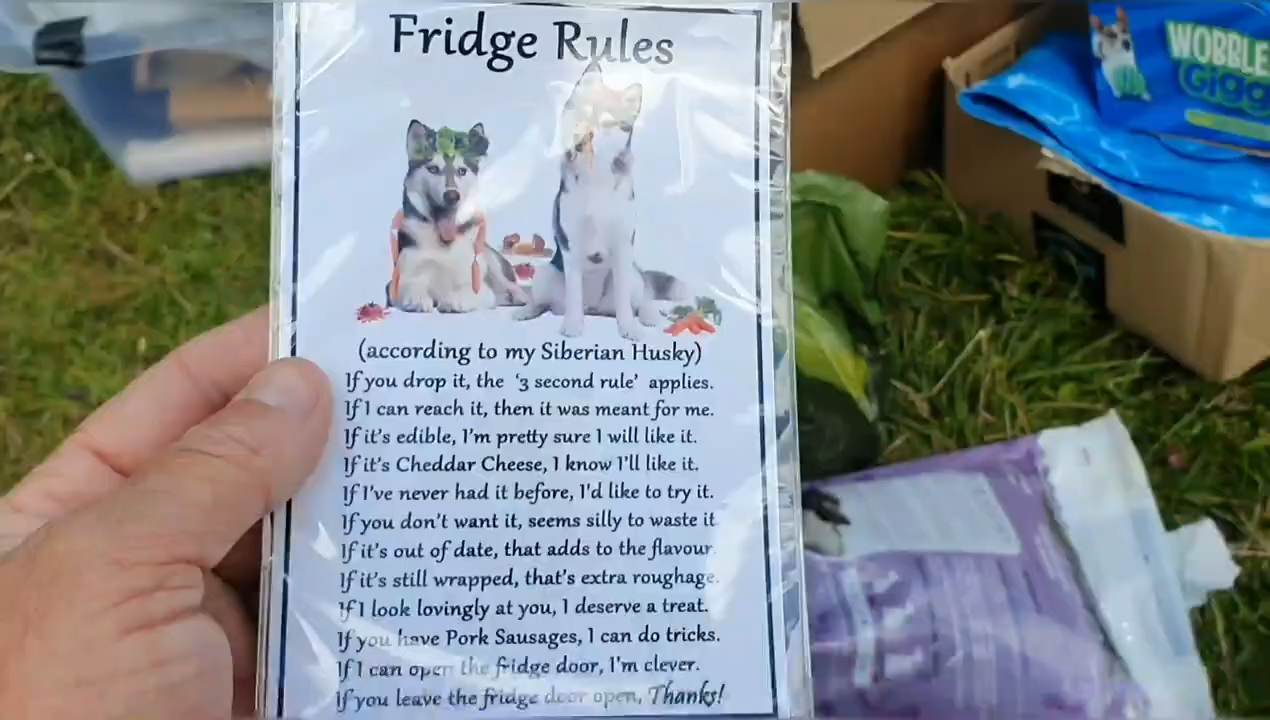 Fridge Rules
(according to my Siberian Husky)
If you drop it, the '3 second rule' applies.
If I can reach it, then it was meant for me.
If it's edible, I'm pretty sure I will like it.
If it's Cheddar Cheese, I know I'll like it.
If I've never had it before, I'd like to try it.
If you don't want it, seems silly to waste it
If it's out of date, that adds to the flavour.
If it's still wrapped, that's extra roughage.
If I look lovingly at you, I deserve a treat.
If you have Pork Sausages, I can do tricks.
If I can open the fridge door, I'm clever.
If you leave the fridge door open, Thanks!
WOBBLE
Gigg